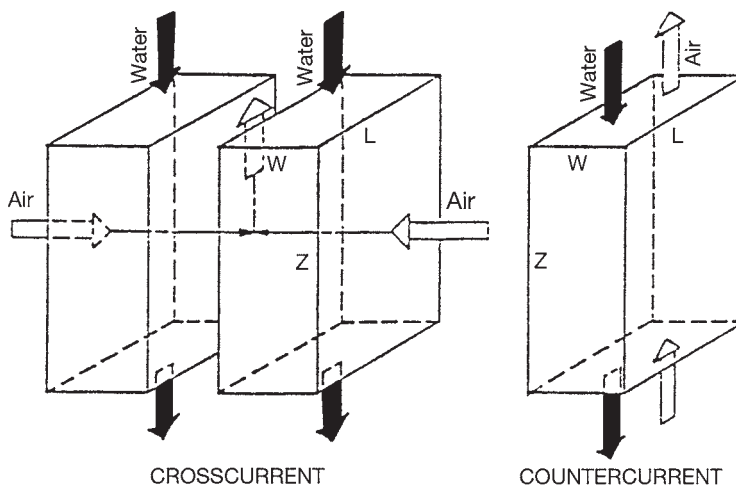 Water
Water
Air
L
W
Air
Z
CROSSCURRENT
Water
Air
L
W
Z
COUNTERCURRENT